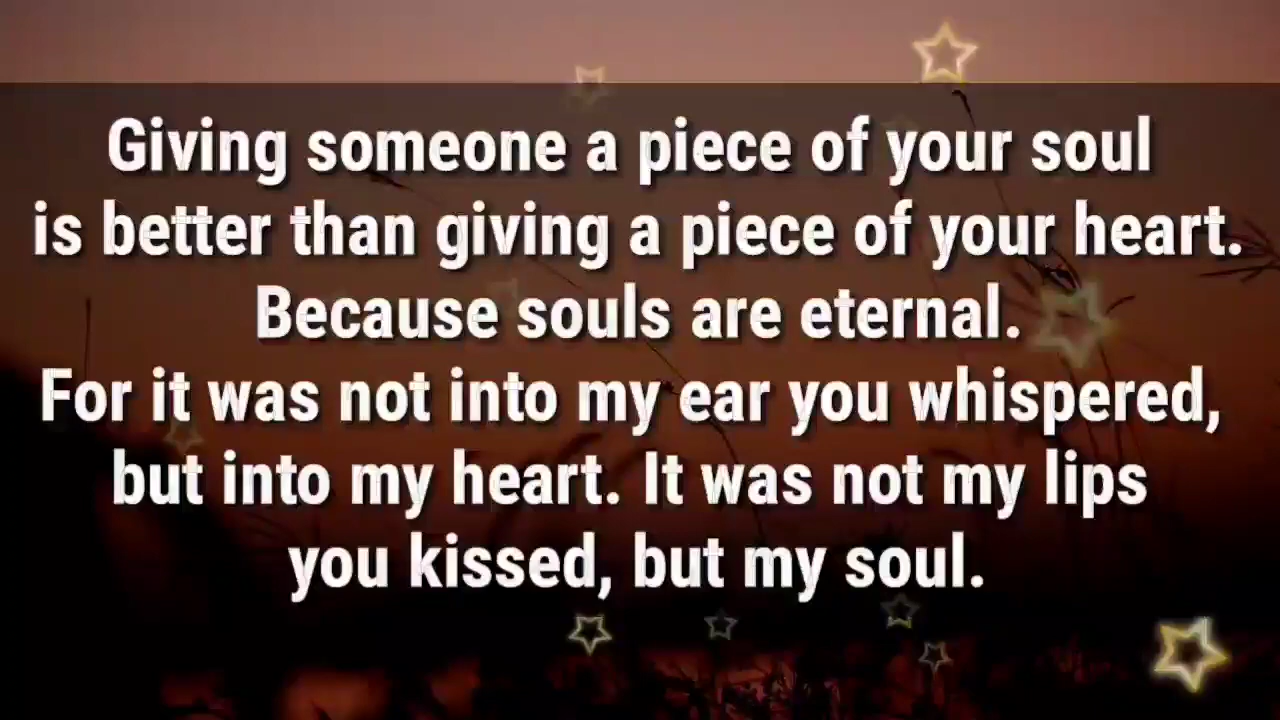 Giving someone a piece of your soul
is better than giving a piece of your heart.
Because souls are eternal.
For it was not into my ear you whispered,
but into my heart. It was not my lips
you kissed, but my soul.